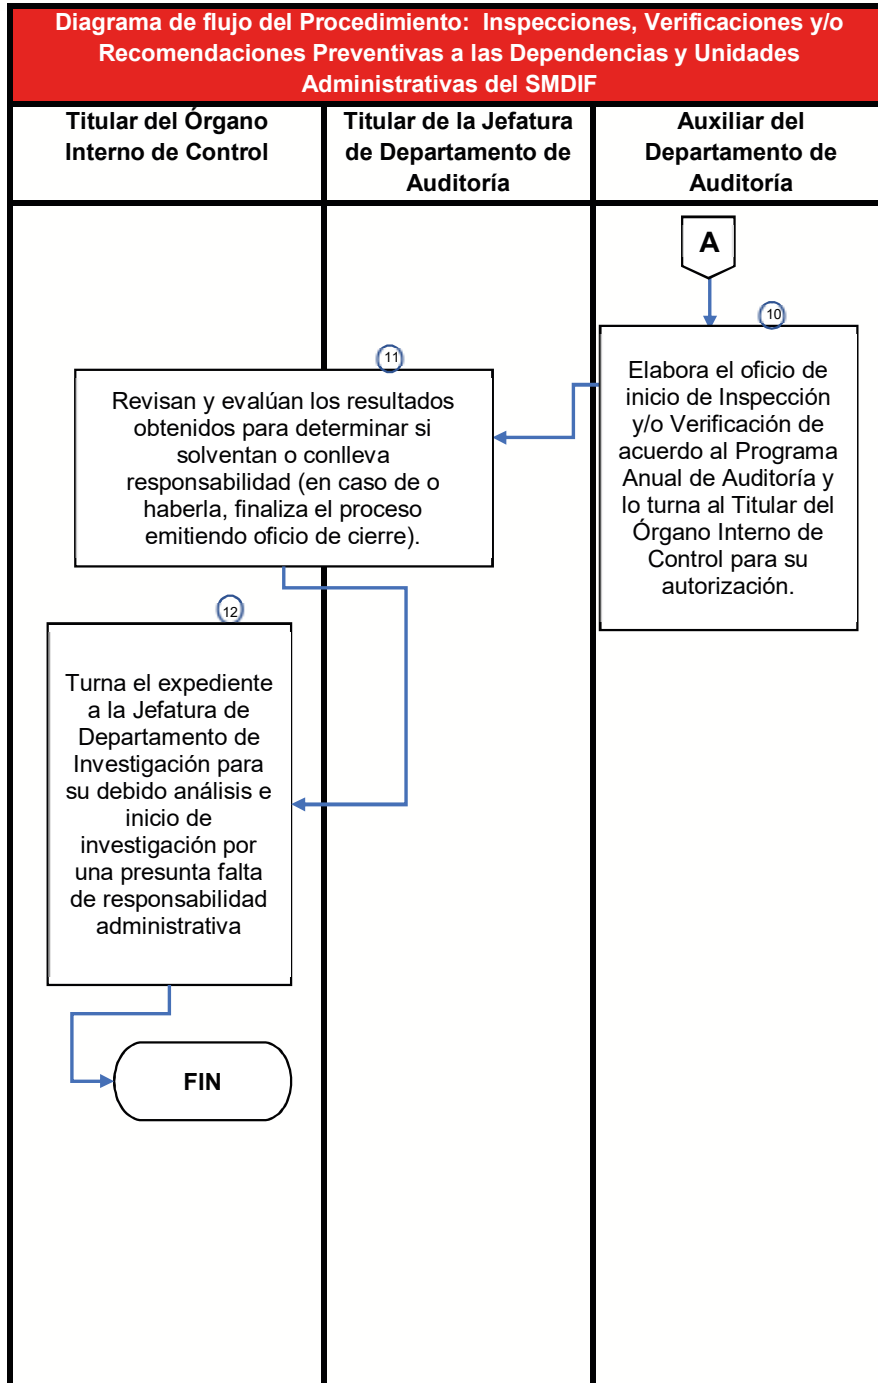 Diagrama de flujo del Procedimiento: Inspecciones, Verificaciones y/o
Recomendaciones Preventivas a las Dependencias y Unidades
Administrativas del SMDIF
Titular del Órgano
Interno de Control
Titular de la Jefatura
de Departamento de
Auditoría
Auxiliar del
Departamento de
Auditoría
A
10
Elabora el oficio de
inicio de Inspección
y/o Verificación de
acuerdo al Programa
Anual de Auditoría y
lo turna al Titular del
Órgano Interno de
Control para su
autorización.
11
Revisan y evalúan los resultados
obtenidos para determinar si
solventan o conlleva
responsabilidad (en caso de o
haberla, finaliza el proceso
emitiendo oficio de cierre).
12
Turna el expediente
a la Jefatura de
Departamento de
Investigación para
su debido análisis e
inicio de
investigación por
una presunta falta
de responsabilidad
administrativa
FIN